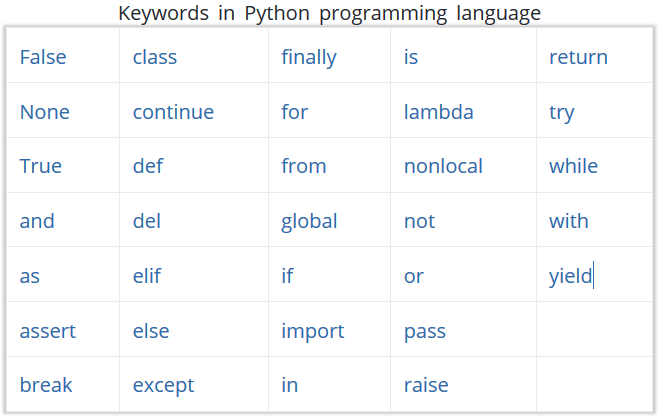 Keywords in Python programming language
False class finally is return
None continue for lambda try
True def from nonlocal while
and del global not with
as elif if or yield
assert else import pass
break except in raise